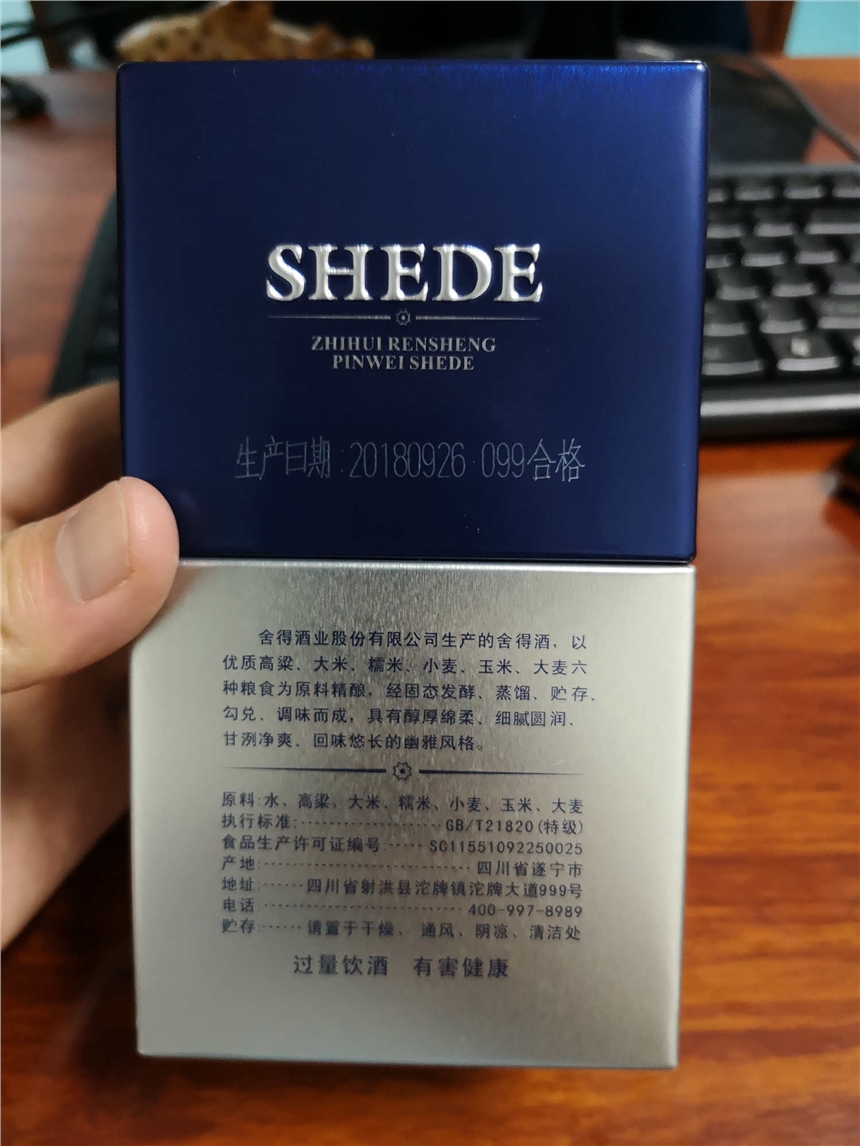 SHEDE
ZHIHUI RENSHENG
PINWEI SHEDE
生产日期:20180926 099合格
舍得酒业股份有限公司生产的舍得酒，以
优质高粱、大米、糯米、小麦、玉米、大麦六
种粮食为原料精酿，经固态发酵、蒸馏、贮存、
勾兑、调味而成，具有醇厚绵柔、细腻圆润、
甘洌净爽、回味悠长的幽雅风格。
原料:水、高粱、大米、糯米、小麦、玉米、大麦
执行标准:··················GB/T21820(特级)
食品生产许可证编号:·····SC11551092250025
产地:··························四川省遂宁市
地址:······四川省射洪县沱牌镇沱牌大道999号
电话·························400-997-8989
贮存:······请置于干燥、通风、阴凉、清洁处
过量饮酒 有害健康